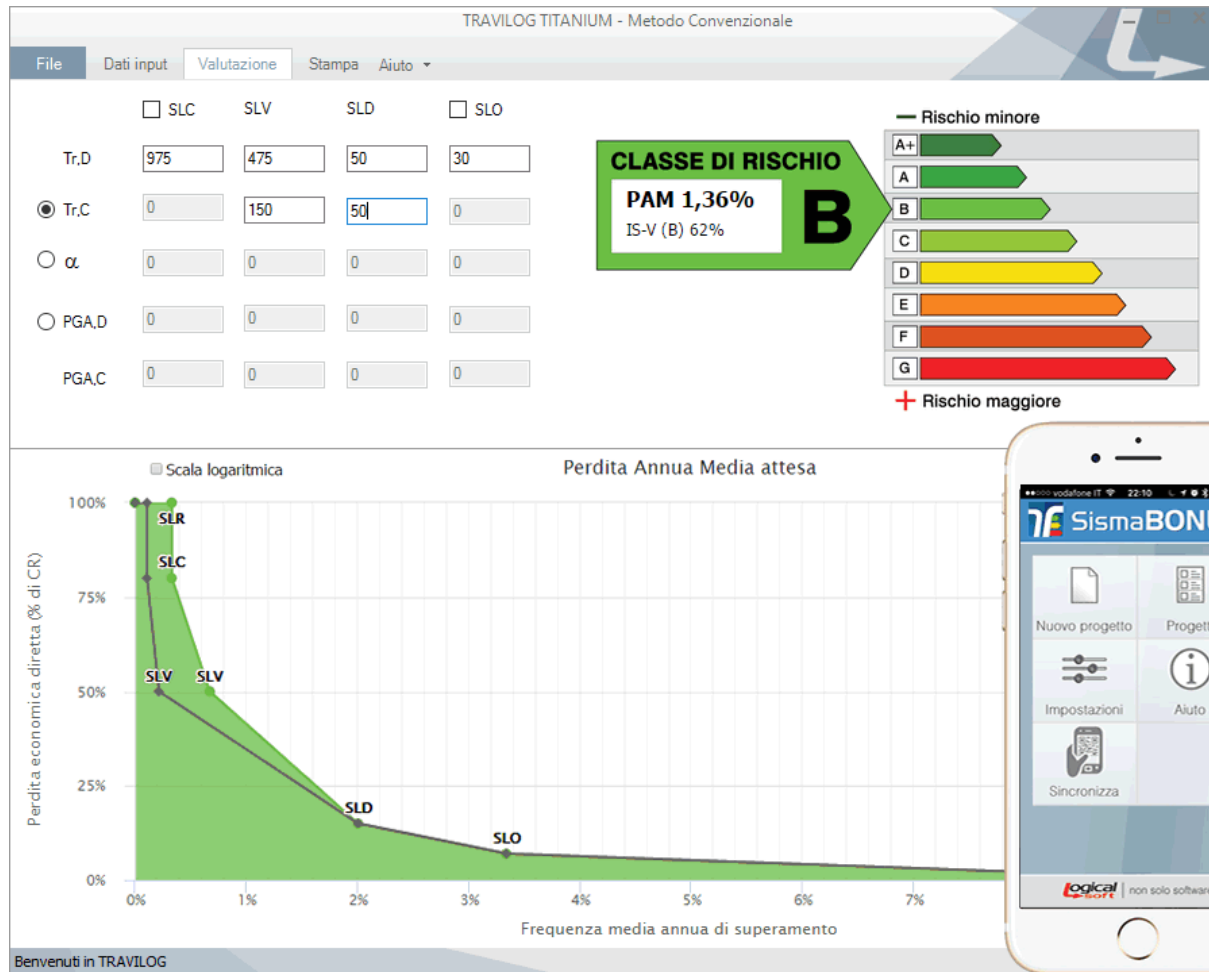 TRAVILOG TITANIUM - Metodo Convenzionale
File Dati input Valutazione Stampa Aiuto
SLC SLV SLD SLO
Tr,D 975 475 50 30
Tr,C 0 150 50 0
α 0 0 0 0
PGA,D 0 0 0 0
PGA,C 0 0 0 0
CLASSE DI RISCHIO
PAM 1,36%
IS-V (B) 62%
B
Rischio minore
A+
A
B
C
D
E
F
G
Rischio maggiore
Scala logaritmica
Perdita Annua Media attesa
Perdita economica diretta (% di CR)
100%
75%
50%
25%
0%
SLR
SLC
SLV SLV
SLD
SLO
0% 1% 2% 3% 4% 5% 6% 7%
Frequenza media annua di superamento
vodafone IT 22:10
SismaBONU
Nuovo progetto Progett
Impostazioni Aiuto
Sincronizza
Logical Soft non solo software
Benvenuti in TRAVILOG